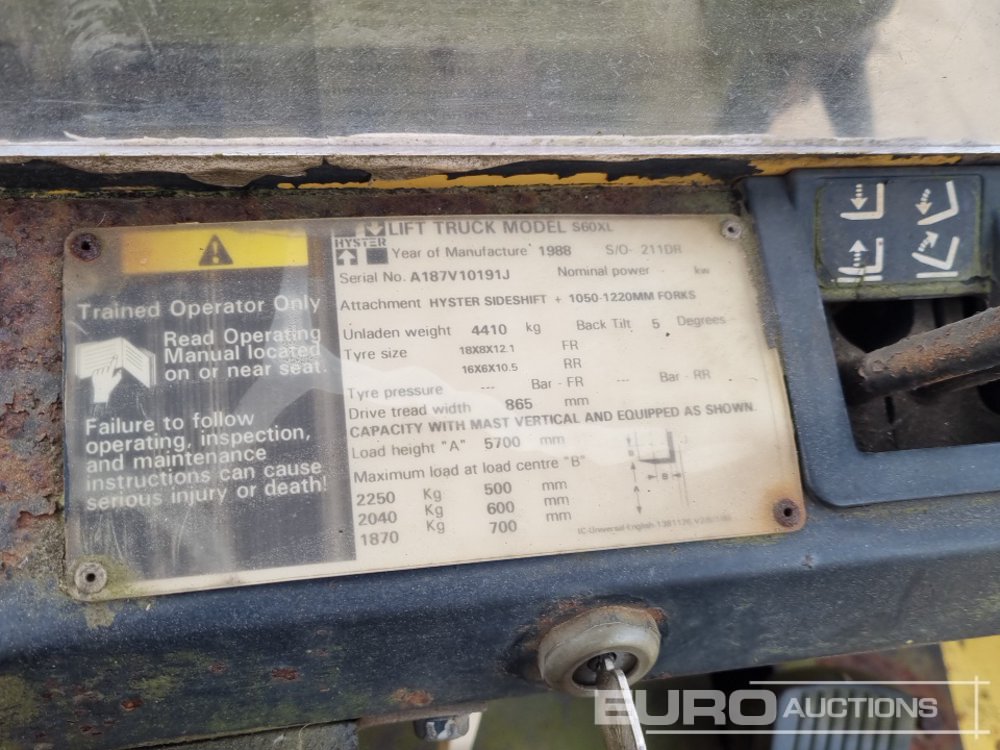 Trained Operator Only
Read Operating
Manual located
on or near seat.
Failure to follow
operating, inspection,
and maintenance
instructions can cause
serious injury or death!
HYSTER
LIFT TRUCK MODEL S60XL
Year of Manufacture 1988 S/O- 211DR
Serial No. A187V10191J Nominal power kw
Attachment HYSTER SIDESHIFT + 1050-1220MM FORKS
Unladen weight 4410 kg Back Tilt 5 Degrees
Tyre size 18X8X12.1 FR
16X6X10.5 RR
Tyre pressure --- Bar - FR --- Bar - RR
Drive tread width 865 mm
CAPACITY WITH MAST VERTICAL AND EQUIPPED AS SHOWN
Load height "A" 5700 mm
Maximum load at load centre "B"
2250 Kg 500 mm
2040 Kg 600 mm
1870 Kg 700 mm
B
A
B
IC-Universal-English
EURO AUCTIONS